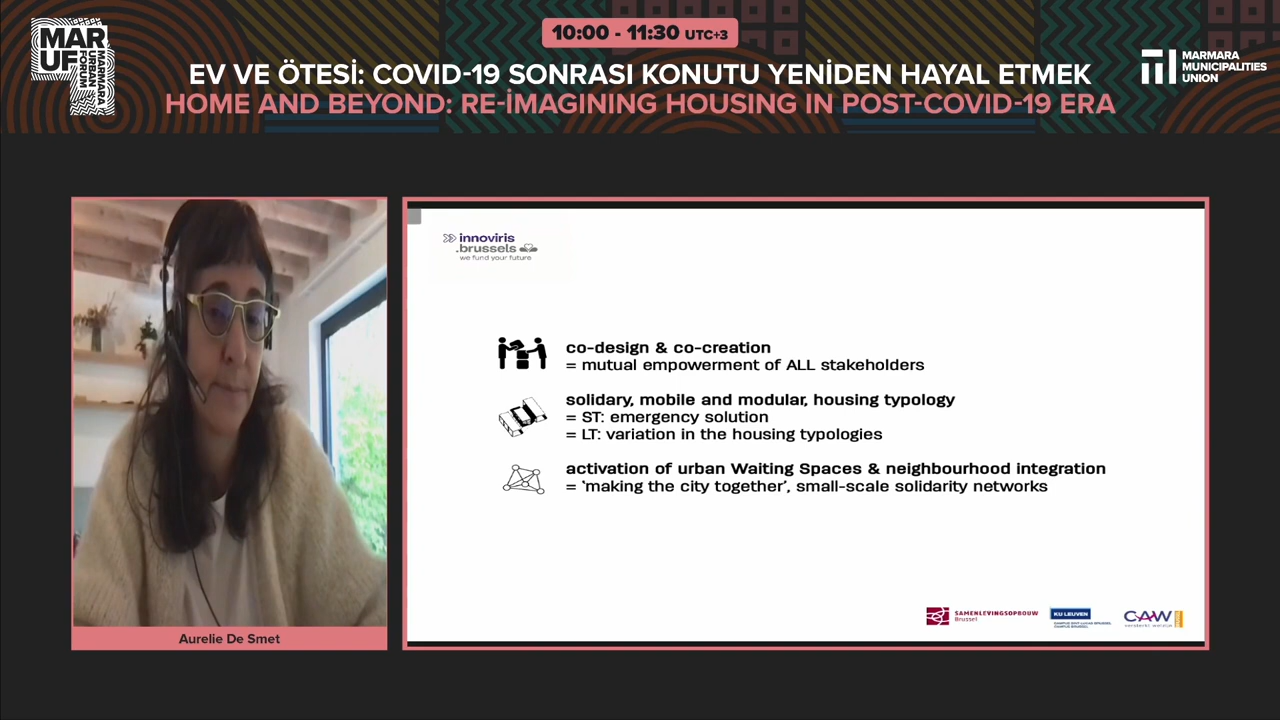 MAR
UF
MARMARA
URBAN
FORUM
10:00 - 11:30 UTC+3
EV VE ÖTESİ: COVID-19 SONRASI KONUTU YENİDEN HAYAL ETMEK
HOME AND BEYOND: RE-İMAGINING HOUSING IN POST-COVID-19 ERA
MARMARA
MUNICIPALITIES
UNION
innoviris
.brussels
we fund your future
co-design & co-creation
= mutual empowerment of ALL stakeholders
solidary, mobile and modular, housing typology
= ST: emergency solution
= LT: variation in the housing typologies
activation of urban Waiting Spaces & neighbourhood integration
= ‘making the city together’, small-scale solidarity networks
SAMENLEVINGSOPBOUW
Brussel
KU LEUVEN
CAW
versterkt welzijn
Aurelie De Smet